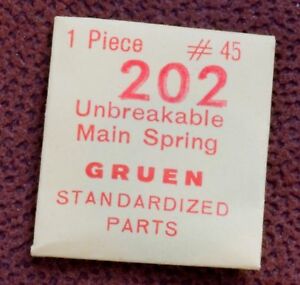 1 Piece # 45
202
Unbreakable
Main Spring
GRUEN
STANDARDIZED
PARTS